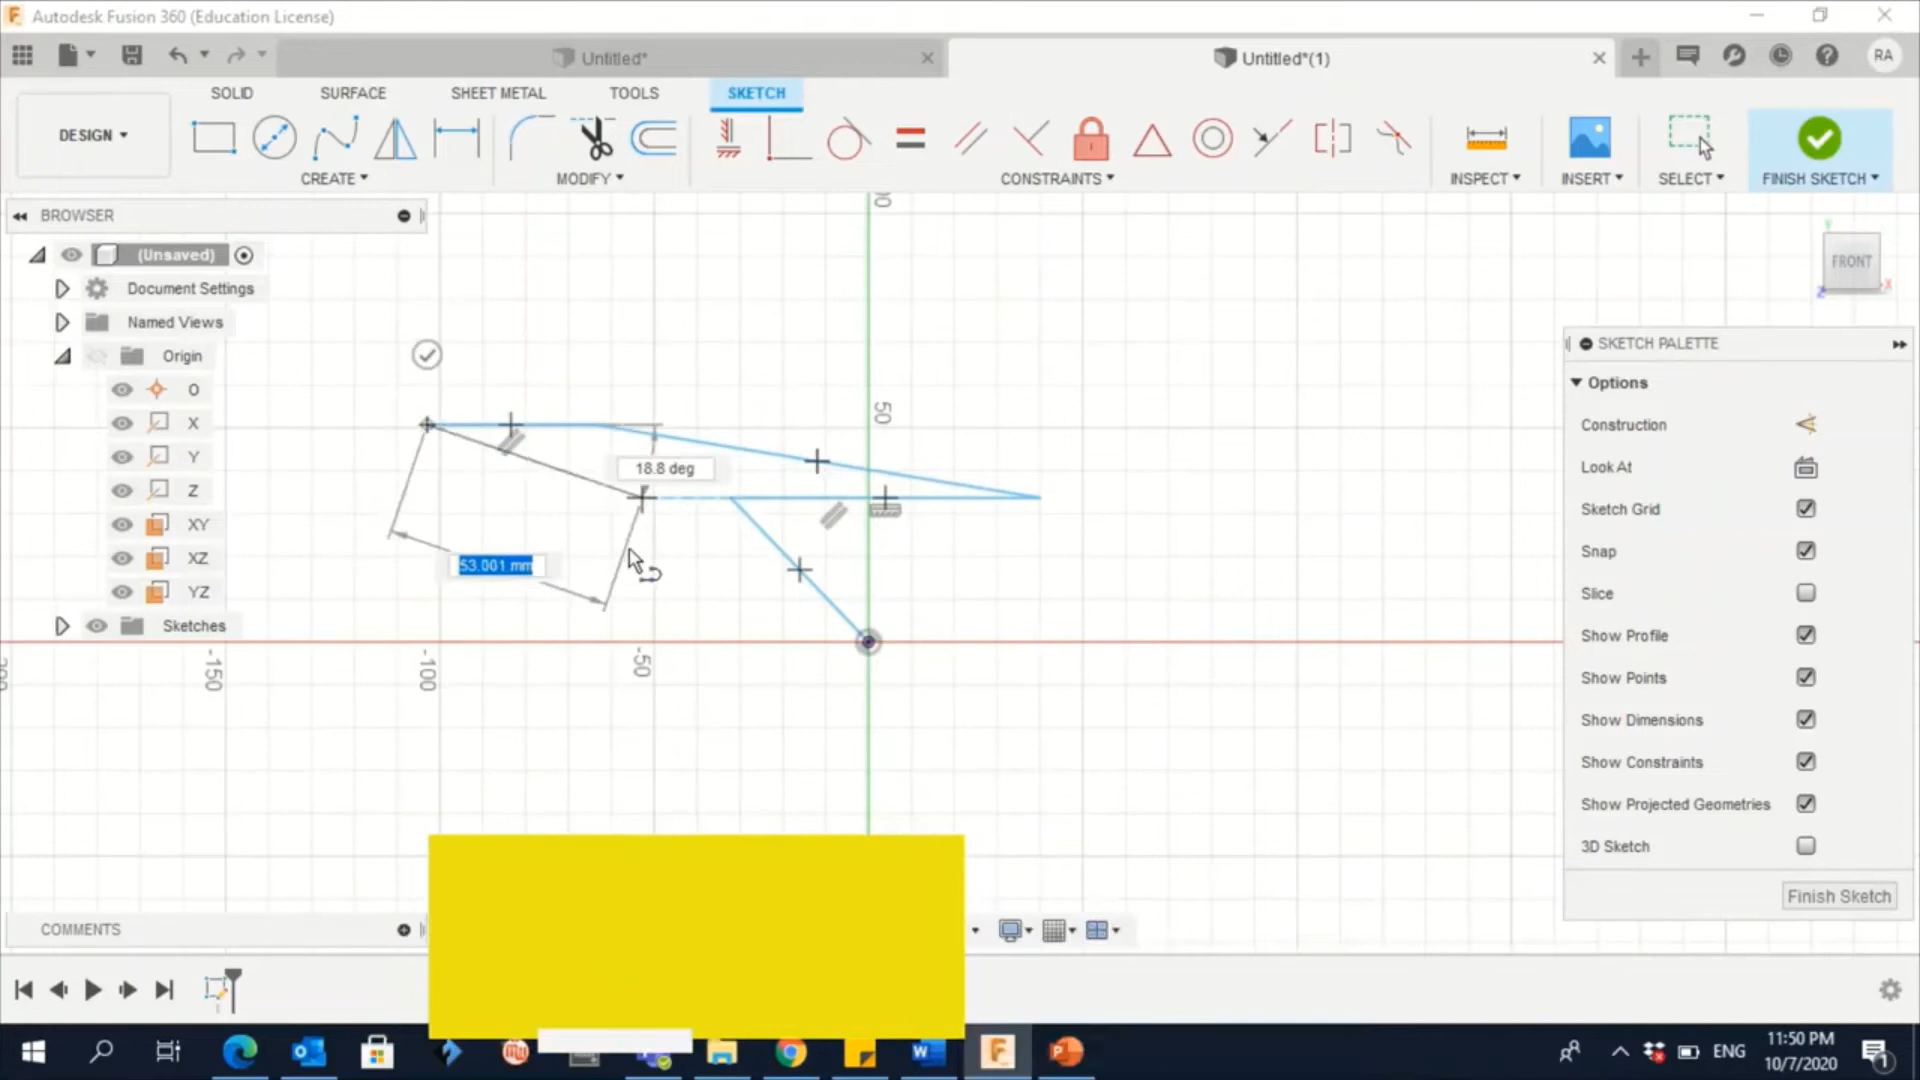 Autodesk Fusion 360 (Education License)
Untitled*
Untitled*(1)
RA
SOLID
SURFACE
SHEET METAL
TOOLS
SKETCH
DESIGN
CREATE
MODIFY
CONSTRAINTS
INSPECT
INSERT
SELECT
FINISH SKETCH
BROWSER
(Unsaved)
Document Settings
Named Views
Origin
O
X
Y
Z
XY
XZ
YZ
Sketches
50
18.8 deg
53.001 mm
-150
-100
-50
FRONT
Y
X
Z
SKETCH PALETTE
Options
Construction
Look At
Sketch Grid
Snap
Slice
Show Profile
Show Points
Show Dimensions
Show Constraints
Show Projected Geometries
3D Sketch
Finish Sketch
COMMENTS
ENG
11:50 PM
10/7/2020
1